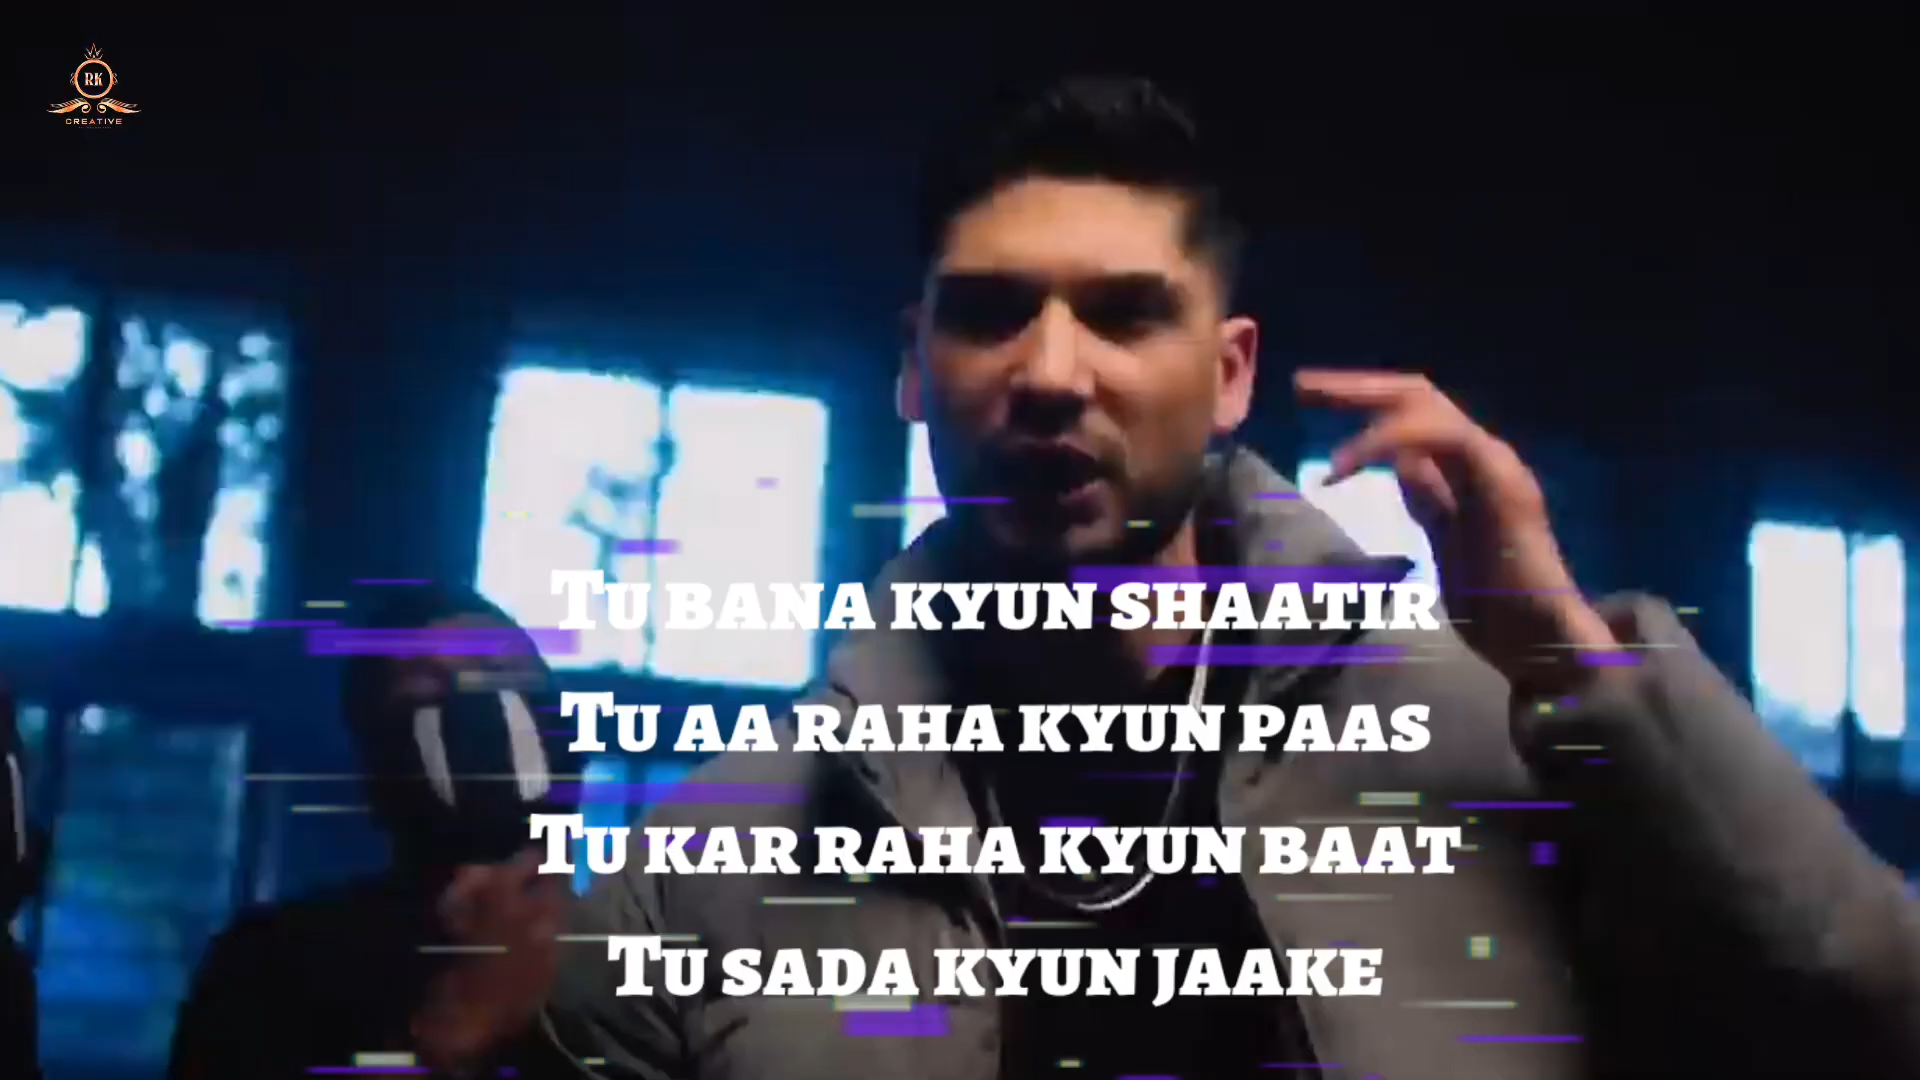 RK
CREATIVE
Tu bana kyun shaatir
Tu aa raha kyun paas
Tu kar raha kyun baat
Tu sada kyun jaake